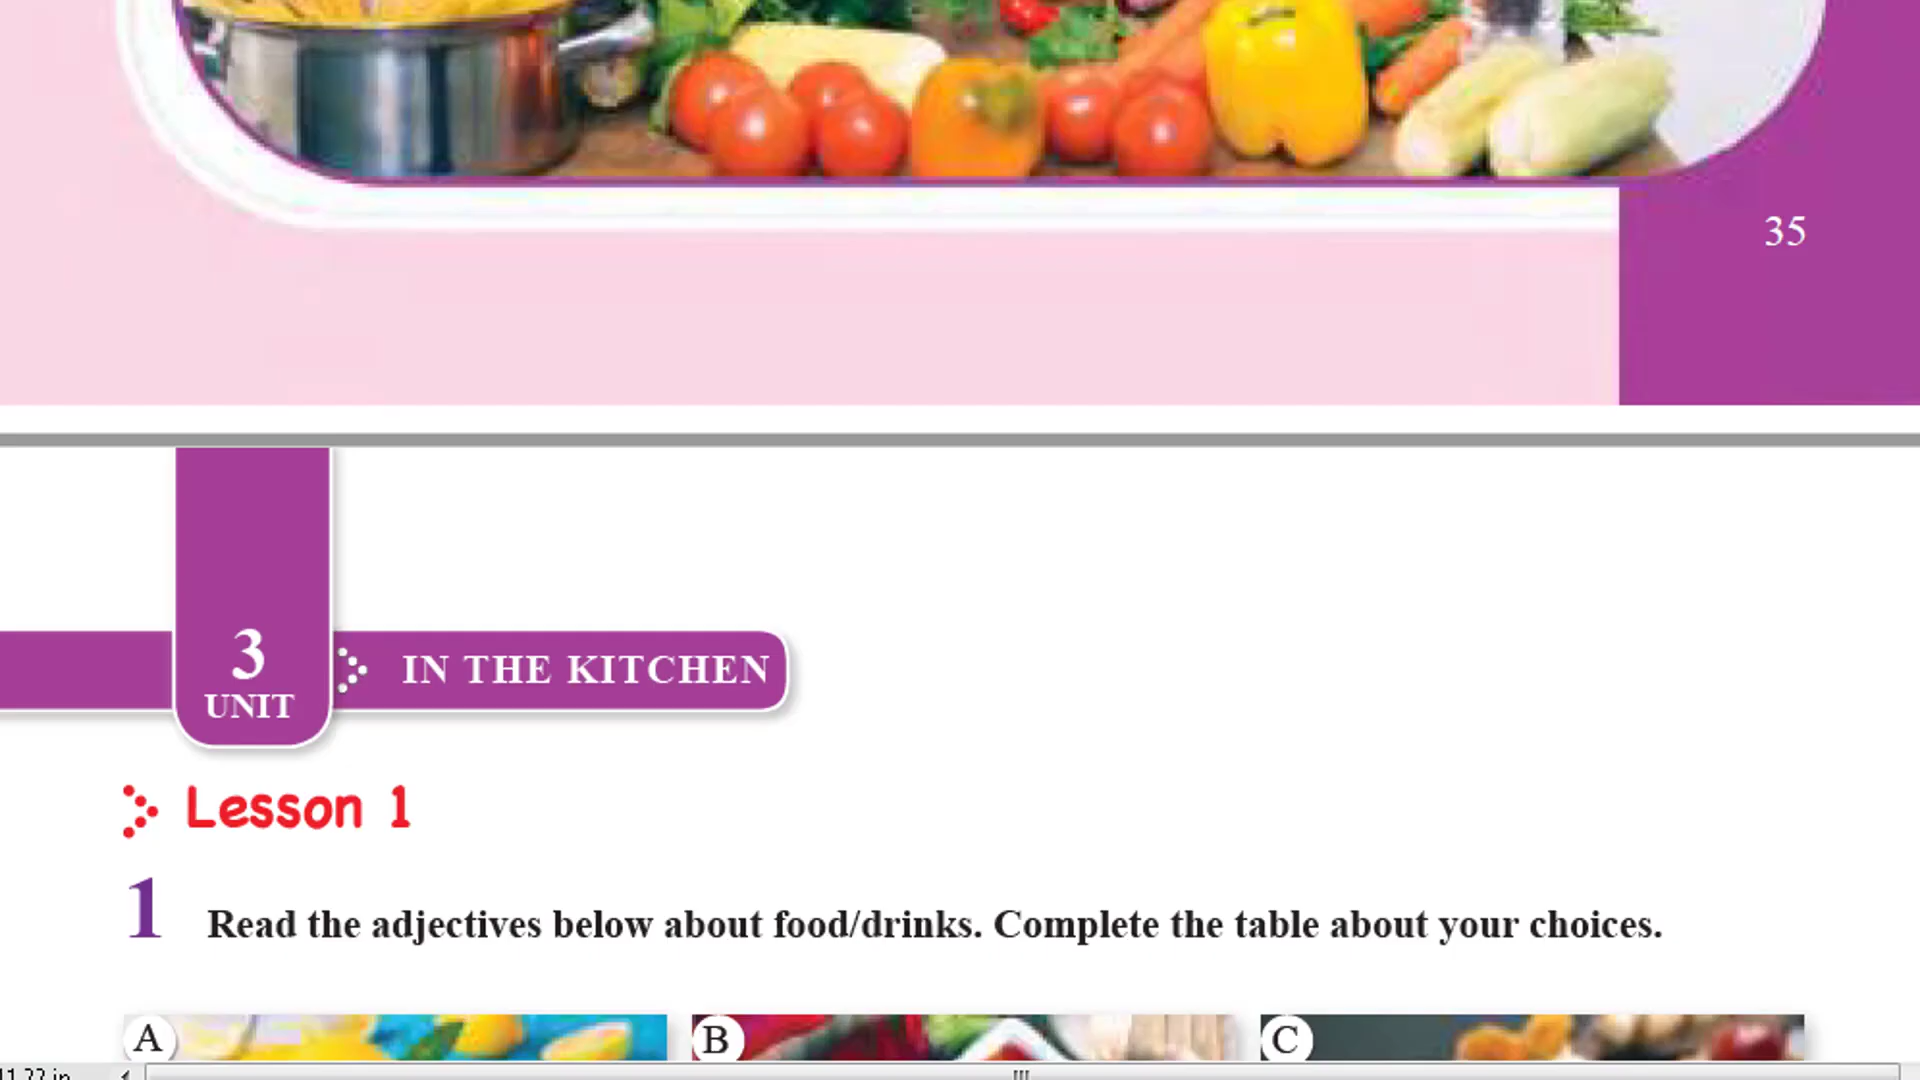 35
3
UNIT
IN THE KITCHEN
Lesson 1
1
Read the adjectives below about food/drinks. Complete the table about your choices.
A
B
C